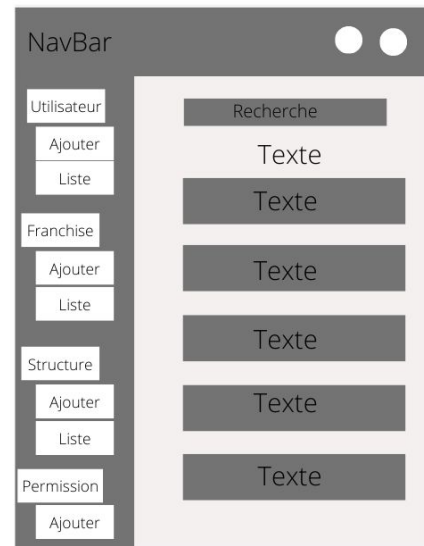 NavBar
Utilisateur
Ajouter
Liste
Franchise
Ajouter
Liste
Structure
Ajouter
Liste
Permission
Ajouter
Recherche
Texte
Texte
Texte
Texte
Texte
Texte